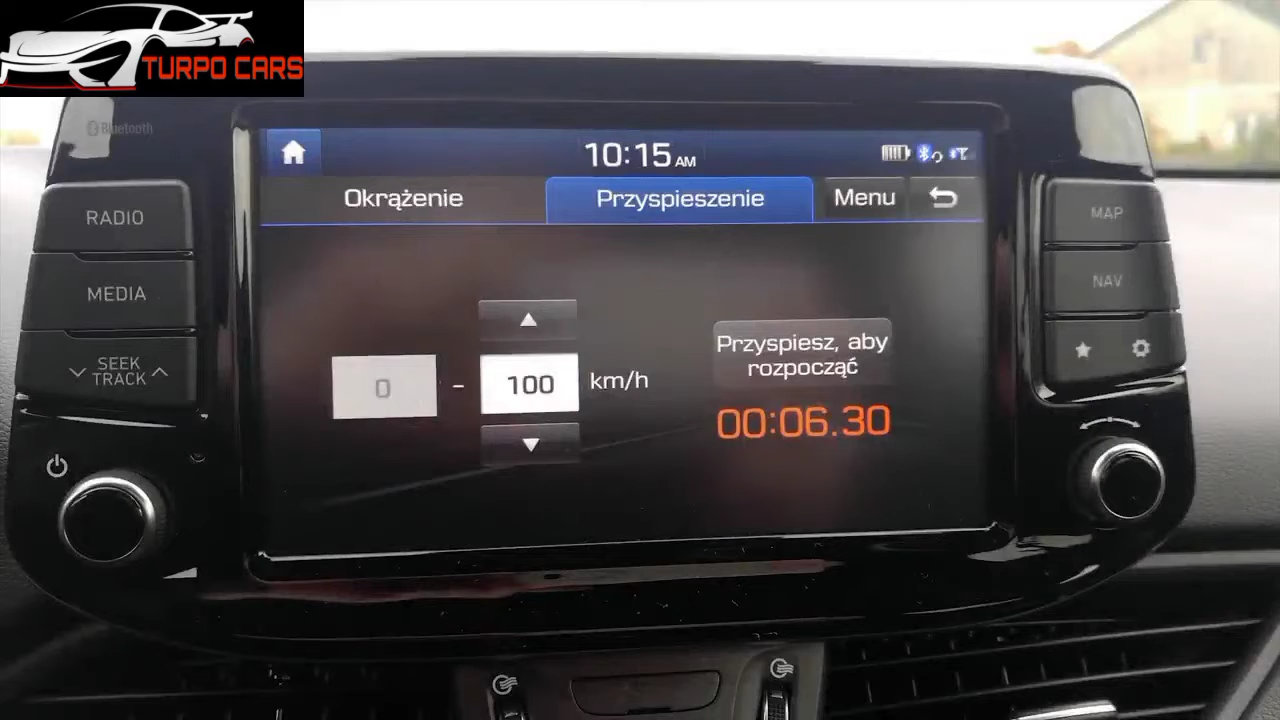 TURPO CARS
Bluetooth
10:15 AM
Okrążenie
Przyspieszenie
Menu
RADIO
MEDIA
SEEK
TRACK
MAP
NAV
0 - 100 km/h
Przyspiesz, aby
rozpocząć
00:06.30